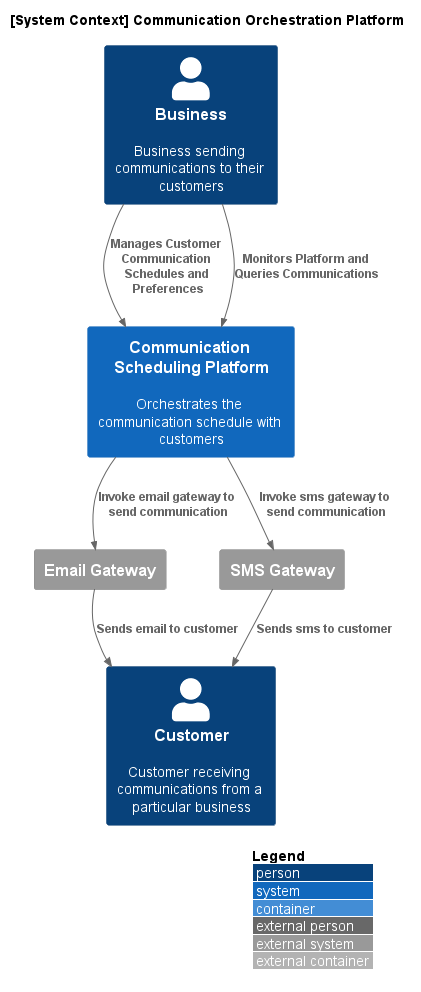 [System Context] Communication Orchestration Platform
Business
Business sending
communications to their
customers
Manages Customer
Communication
Schedules and
Preferences
Monitors Platform and
Queries Communications
Communication
Scheduling Platform
Orchestrates the
communication schedule with
customers
Invoke email gateway to
send communication
Invoke sms gateway to
send communication
Email Gateway
SMS Gateway
Sends email to customer
Sends sms to customer
Customer
Customer receiving
communications from a
particular business
Legend
person
system
container
external person
external system
external container